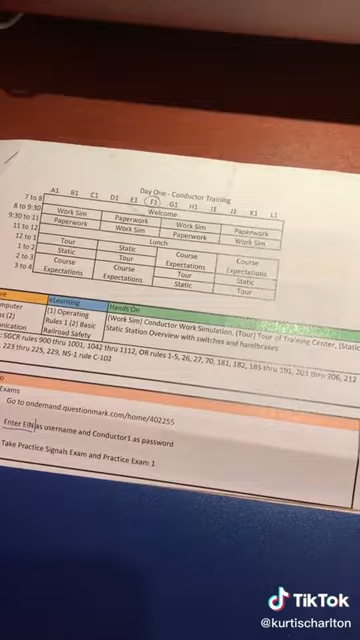 Day One - Conductor Training
A1 B1 C1 D1 E1 F1 G1 H1 I1 J1 K1 L1
7 to 8
8 to 9:30 Welcome
9:30 to 11 Work Sim Paperwork Work Sim Paperwork
11 to 12 Paperwork Work Sim Paperwork Work Sim
12 to 1 Lunch
1 to 2 Tour Static Course Expectations Course Expectations
2 to 3 Static Tour
3 to 4 Course Expectations Course Expectations Tour Static
Static Tour
eLearning Hands On
(1) Operating (Work Sim) Conductor Work Simulation, (Tour) Tour of Training Center, (Static)
Rules 1 (2) Basic Static Station Overview with switches and handbrakes
Railroad Safety
SGCR rules 900 thru 1001, 1042 thru 1112, OR rules 1-5, 26, 27, 70, 181, 182, 185 thru 191, 203 thru 206, 212
223 thru 225, 229, NS-1 rule C-102
Exams
Go to ondemand.questionmark.com/home/402255
Enter EIN as username and Conductor1 as password
Take Practice Signals Exam and Practice Exam 1
TikTok
@kurtischarlton